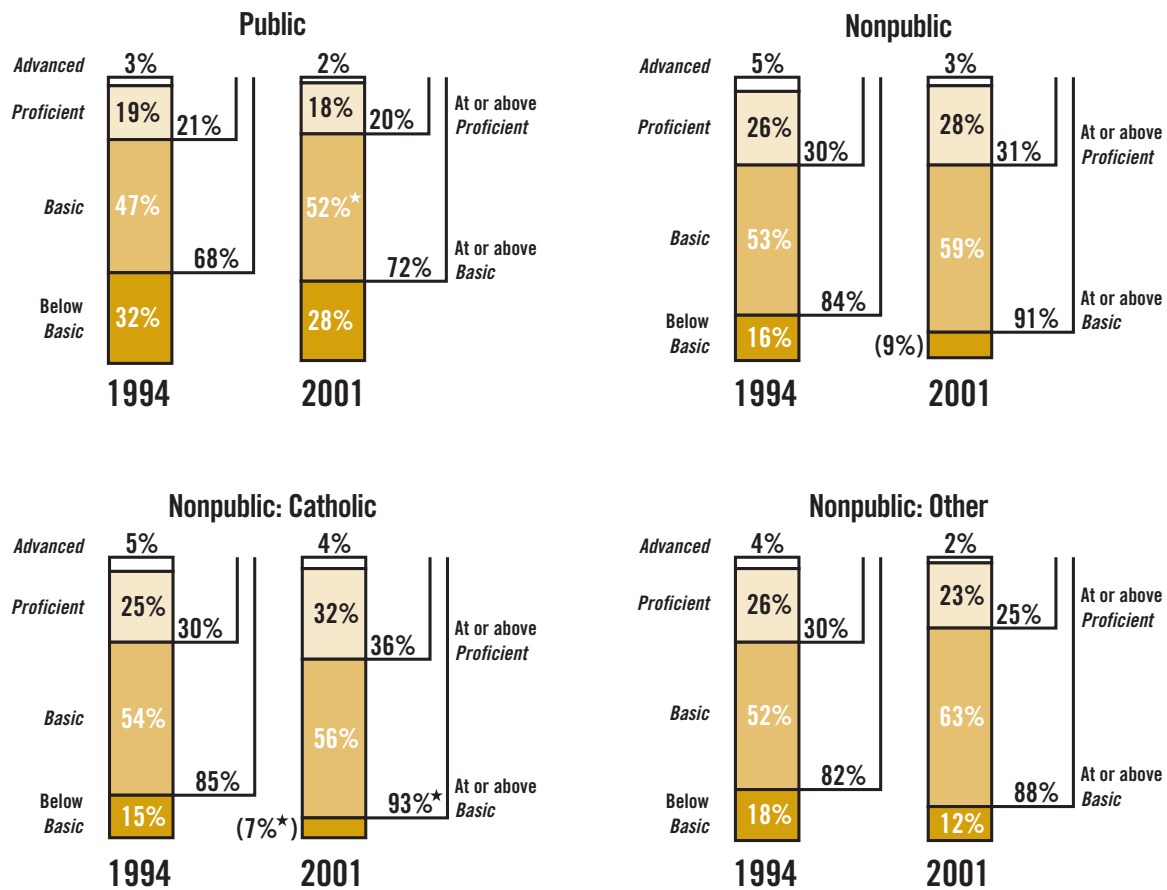 Public
Advanced 3% 2%
Proficient 19% 21% 18% 20% At or above
Proficient
Basic 47% 52%★
68% 72% At or above
Basic
Below
Basic 32% 28%
1994 2001
Nonpublic
Advanced 5% 3%
Proficient 26% 30% 28% 31% At or above
Proficient
Basic 53% 59%
84% 91% At or above
Basic
Below
Basic 16% (9%)
1994 2001
Nonpublic: Catholic
Advanced 5% 4%
Proficient 25% 30% 32% 36% At or above
Proficient
Basic 54% 56%
85% 93%★ At or above
Basic
Below
Basic 15% (7%★)
1994 2001
Nonpublic: Other
Advanced 4% 2%
Proficient 26% 30% 23% 25% At or above
Proficient
Basic 52% 63%
82% 88% At or above
Basic
Below
Basic 18% 12%
1994 2001